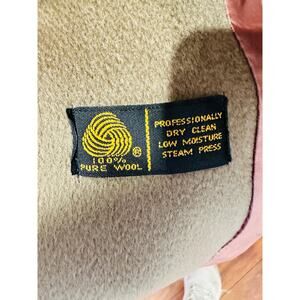 100%
PURE WOOL
®
PROFESSIONALLY
DRY CLEAN
LOW MOISTURE
STEAM PRESS